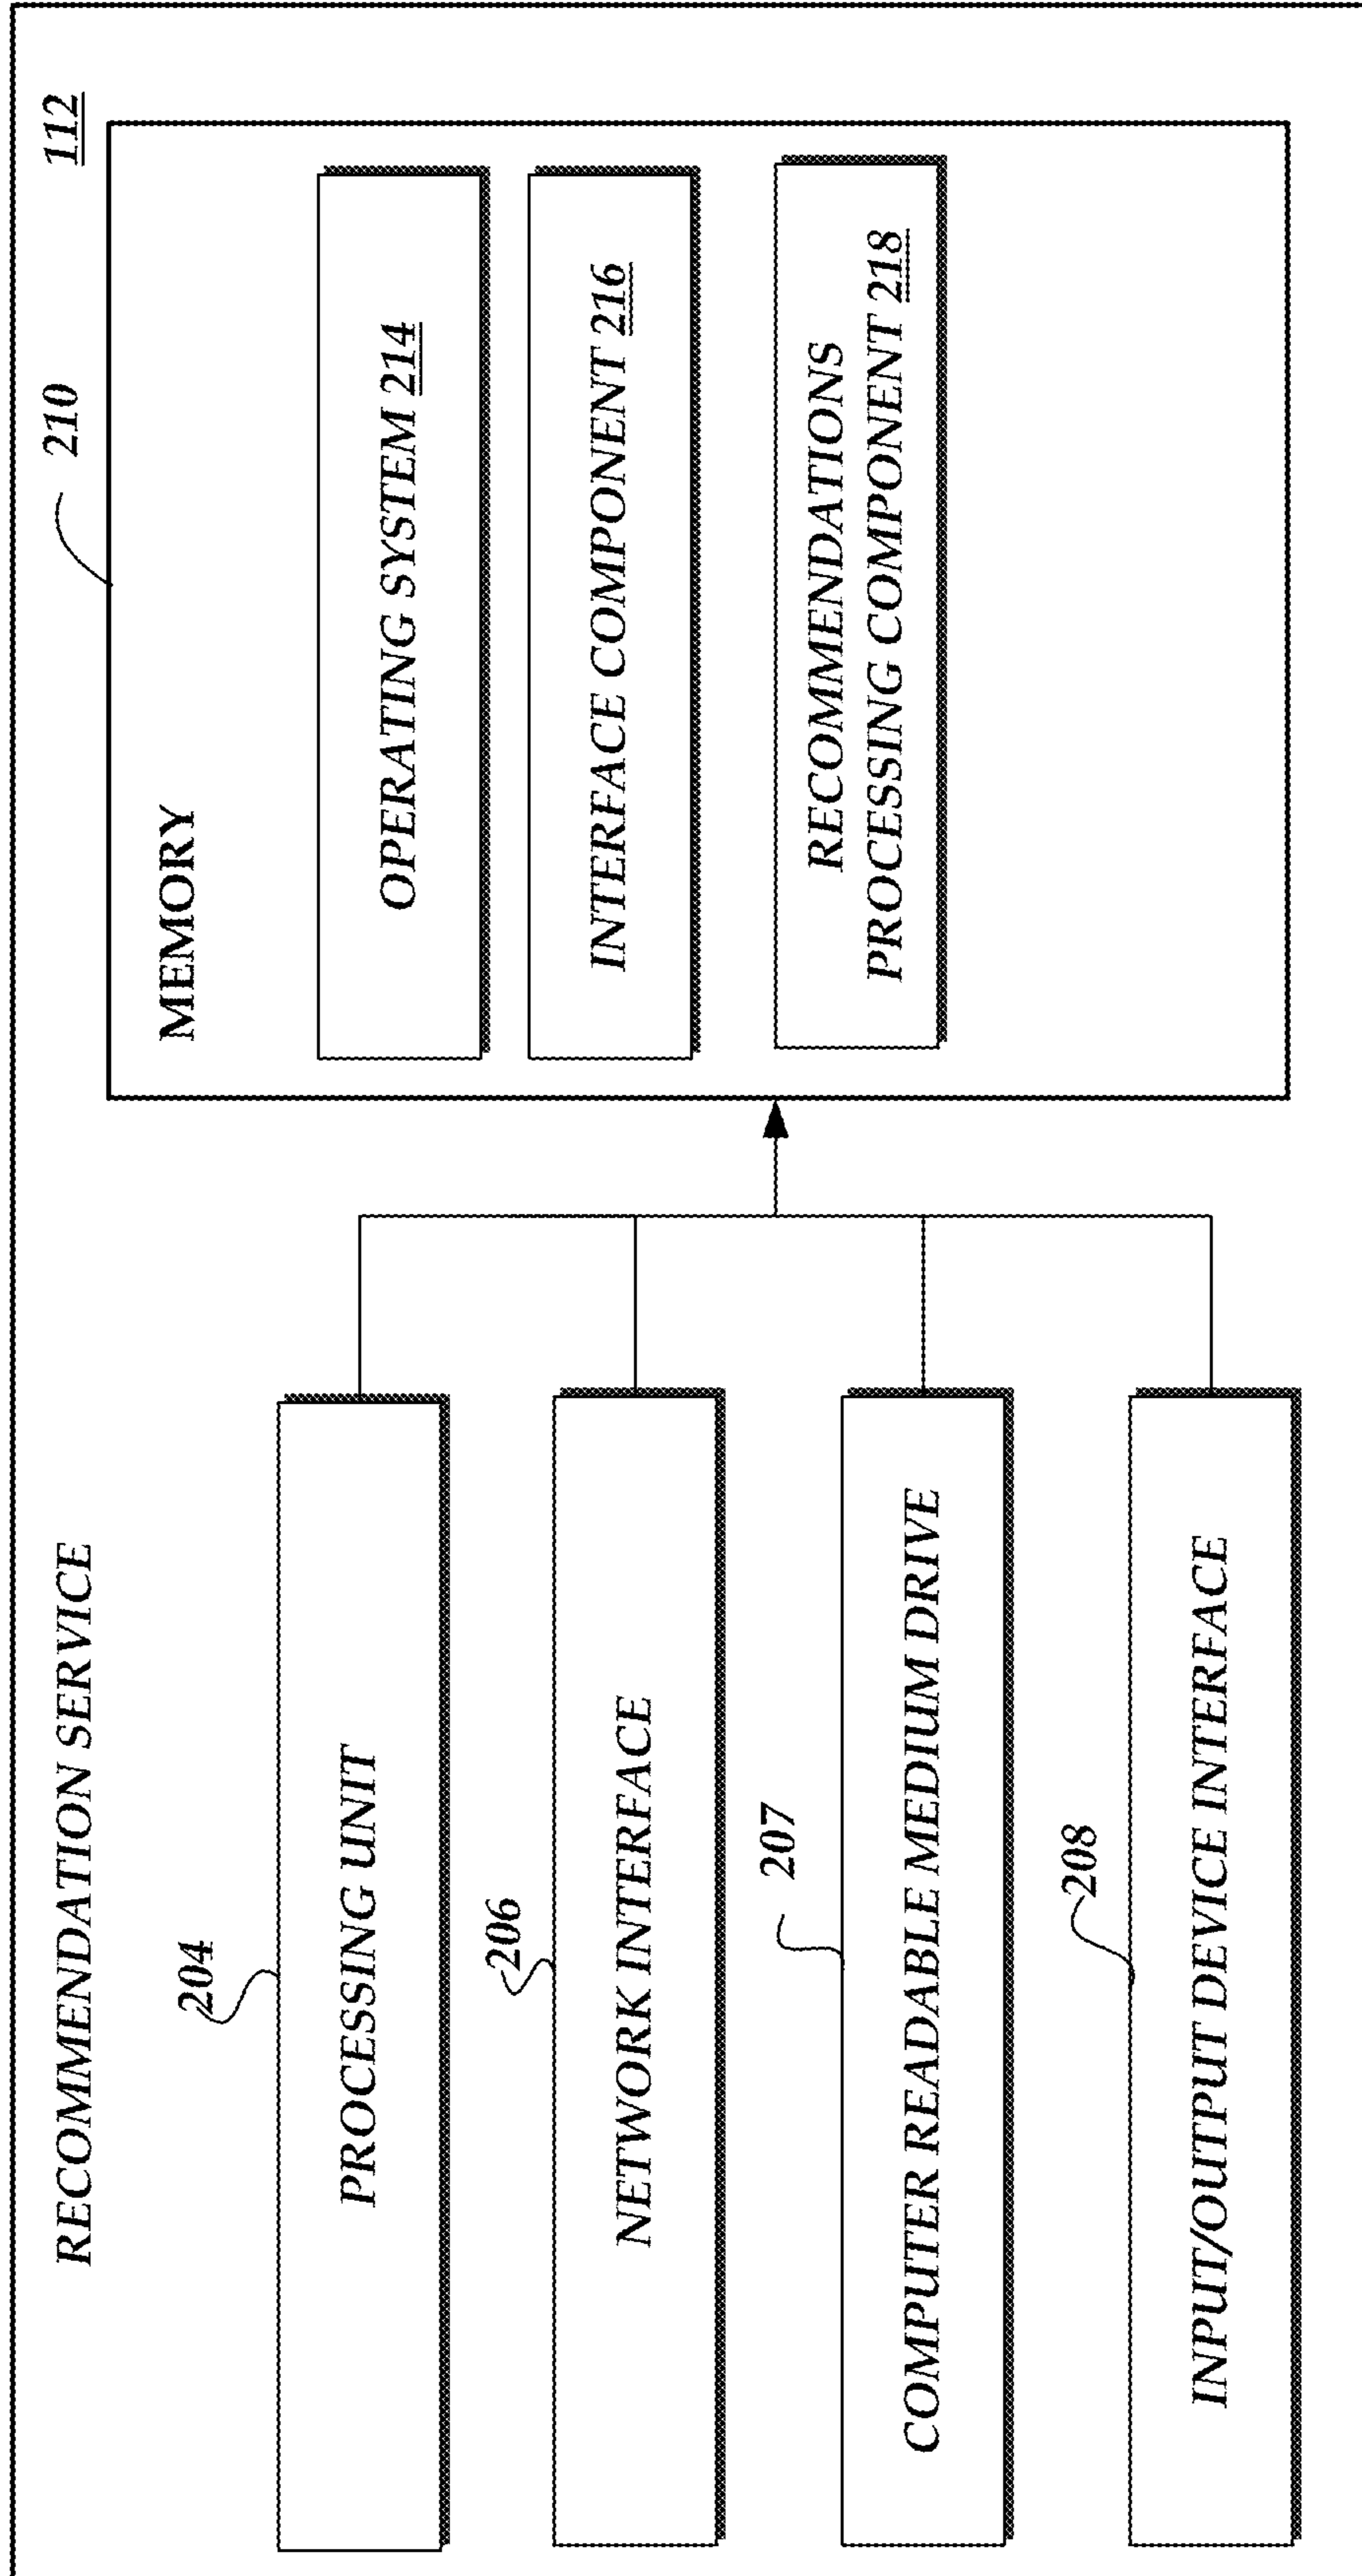 RECOMMENDATION SERVICE
112
204
PROCESSING UNIT
206
NETWORK INTERFACE
207
COMPUTER READABLE MEDIUM DRIVE
208
INPUT/OUTPUT DEVICE INTERFACE
210
MEMORY
OPERATING SYSTEM 214
INTERFACE COMPONENT 216
RECOMMENDATIONS
PROCESSING COMPONENT 218